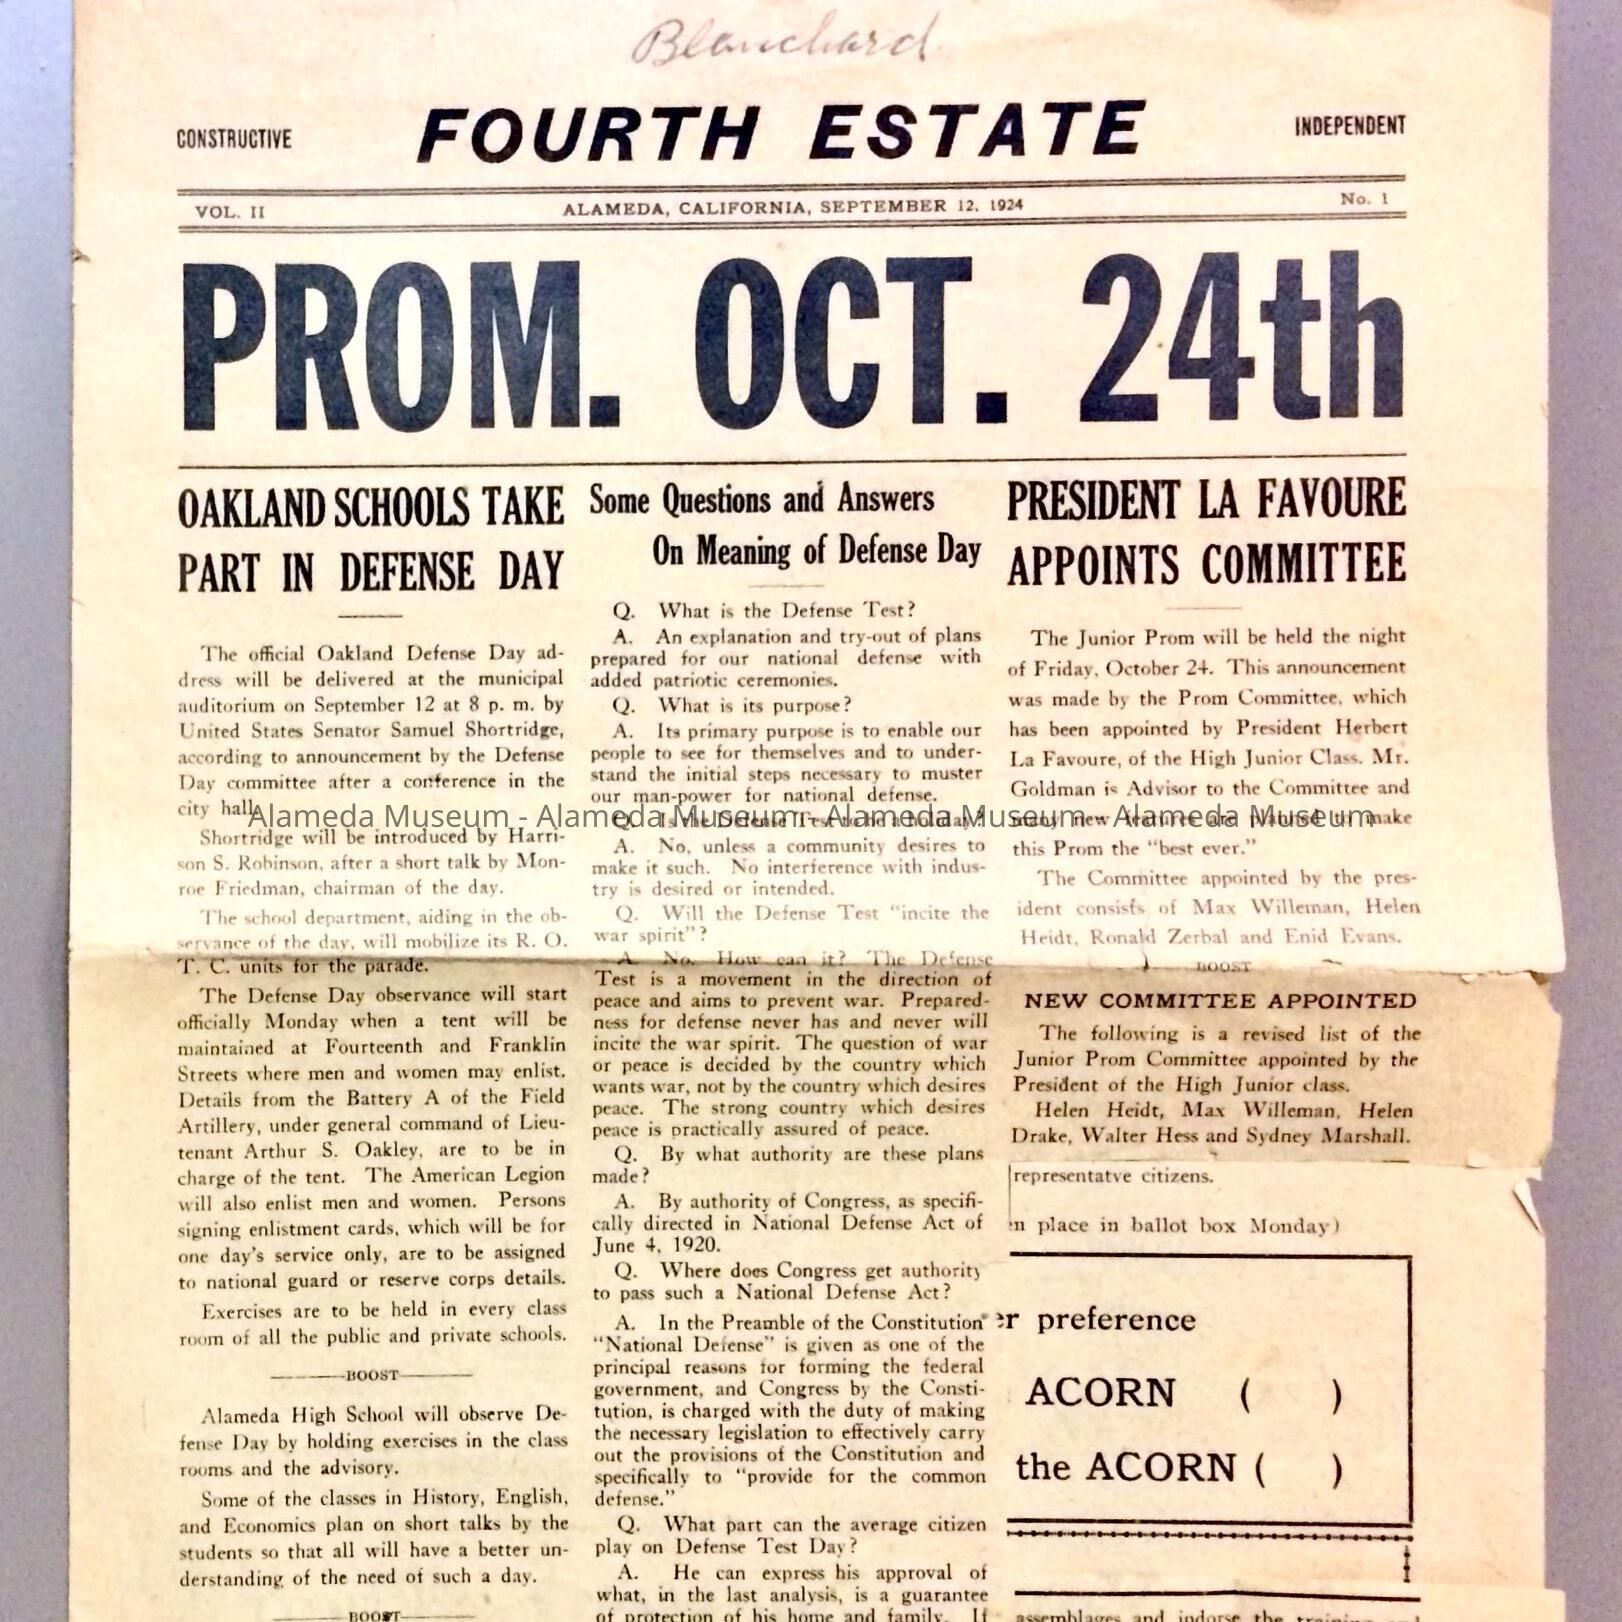 Blanchard
CONSTRUCTIVE
FOURTH ESTATE
INDEPENDENT
VOL. II
ALAMEDA, CALIFORNIA, SEPTEMBER 12, 1924
No. 1
PROM. OCT. 24th
OAKLAND SCHOOLS TAKE
PART IN DEFENSE DAY
The official Oakland Defense Day ad-
dress will be delivered at the municipal
auditorium on September 12 at 8 p. m. by
United States Senator Samuel Shortridge,
according to announcement by the Defense
Day committee after a conference in the
city hall.
Shortridge will be introduced by Harri-
son S. Robinson, after a short talk by Mon-
roe Friedman, chairman of the day.
The school department, aiding in the ob-
servance of the day, will mobilize its R. O.
T. C. units for the parade.
The Defense Day observance will start
officially Monday when a tent will be
maintained at Fourteenth and Franklin
Streets where men and women may enlist.
Details from the Battery A of the Field
Artillery, under general command of Lieu-
tenant Arthur S. Oakley, are to be in
charge of the tent. The American Legion
will also enlist men and women. Persons
signing enlistment cards, which will be for
one day's service only, are to be assigned
to national guard or reserve corps details.
Exercises are to be held in every class
room of all the public and private schools.
BOOST
Alameda High School will observe De-
fense Day by holding exercises in the class
rooms and the advisory.
Some of the classes in History, English,
and Economics plan on short talks by the
students so that all will have a better un-
derstanding of the need of such a day.
BOOST
Some Questions and Answers
On Meaning of Defense Day
Q. What is the Defense Test?
A. An explanation and try-out of plans
prepared for our national defense with
added patriotic ceremonies.
Q. What is its purpose?
A. Its primary purpose is to enable our
people to see for themselves and to under-
stand the initial steps necessary to muster
our man-power for national defense.
Q. Is the Defense Test to be a holiday?
A. No, unless a community desires to
make it such. No interference with indus-
try is desired or intended.
Q. Will the Defense Test "incite the
war spirit"?
A. No. How can it? The Defense
Test is a movement in the direction of
peace and aims to prevent war. Prepared-
ness for defense never has and never will
incite the war spirit. The question of war
or peace is decided by the country which
wants war, not by the country which desires
peace. The strong country which desires
peace is practically assured of peace.
Q. By what authority are these plans
made?
A. By authority of Congress, as specifi-
cally directed in National Defense Act of
June 4, 1920.
Q. Where does Congress get authority
to pass such a National Defense Act?
A. In the Preamble of the Constitution
"National Defense" is given as one of the
principal reasons for forming the federal
government, and Congress by the Consti-
tution, is charged with the duty of making
the necessary legislation to effectively carry
out the provisions of the Constitution and
specifically to "provide for the common
defense."
Q. What part can the average citizen
play on Defense Test Day?
A. He can express his approval of
what, in the last analysis, is a guarantee
of protection of his home and family. If
PRESIDENT LA FAVOURE
APPOINTS COMMITTEE
The Junior Prom will be held the night
of Friday, October 24. This announcement
was made by the Prom Committee, which
has been appointed by President Herbert
La Favoure, of the High Junior Class. Mr.
Goldman is Advisor to the Committee and
many new features are planned to make
this Prom the "best ever."
The Committee appointed by the pres-
ident consists of Max Willeman, Helen
Heidt, Ronald Zerbal and Enid Evans.
BOOST
NEW COMMITTEE APPOINTED
The following is a revised list of the
Junior Prom Committee appointed by the
President of the High Junior class.
Helen Heidt, Max Willeman, Helen
Drake, Walter Hess and Sydney Marshall.
representatve citizens.
n place in ballot box Monday)
er preference
ACORN ( )
the ACORN ( )
assemblages and indorse the training and
Alameda Museum - Alameda Museum - Alameda Museum - Alameda Museum